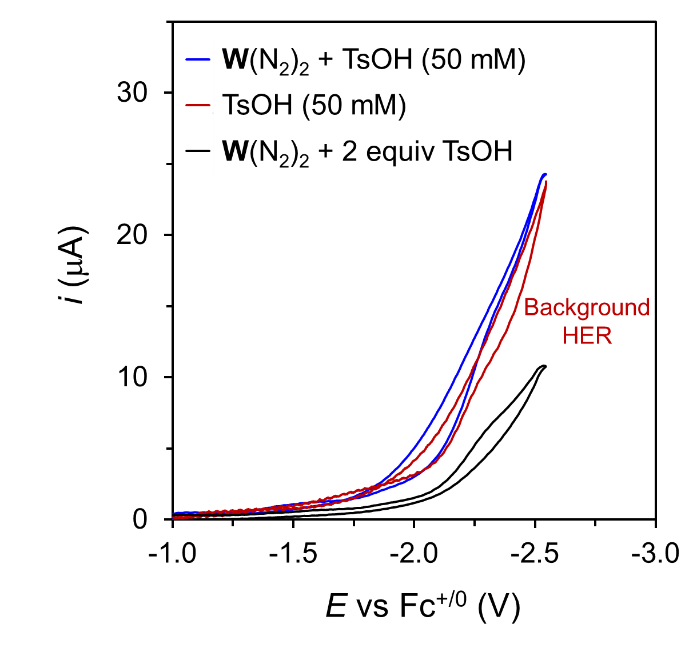 W(N₂)₂ + TsOH (50 mM)
TsOH (50 mM)
W(N₂)₂ + 2 equiv TsOH
30
20
10
0
i (μA)
Background
HER
-1.0 -1.5 -2.0 -2.5 -3.0
E vs Fc⁺/⁰ (V)